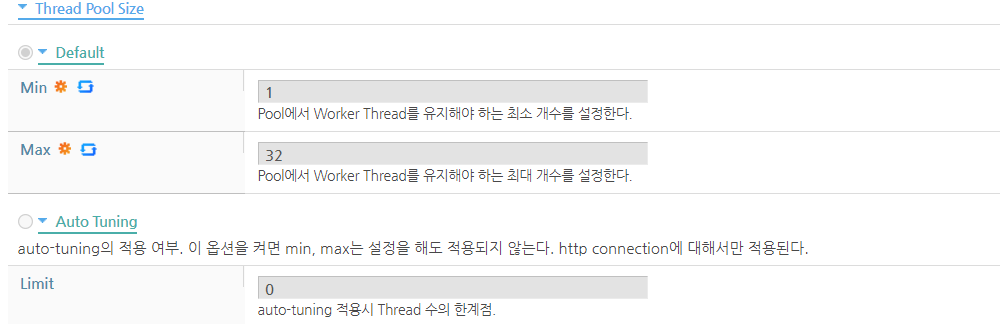 Thread Pool Size
Default
Min
1
Pool에서 Worker Thread를 유지해야 하는 최소 개수를 설정한다.
Max
32
Pool에서 Worker Thread를 유지해야 하는 최대 개수를 설정한다.
Auto Tuning
auto-tuning의 적용 여부. 이 옵션을 켜면 min, max는 설정을 해도 적용되지 않는다. http connection에 대해서만 적용된다.
Limit
0
auto-tuning 적용시 Thread 수의 한계점.